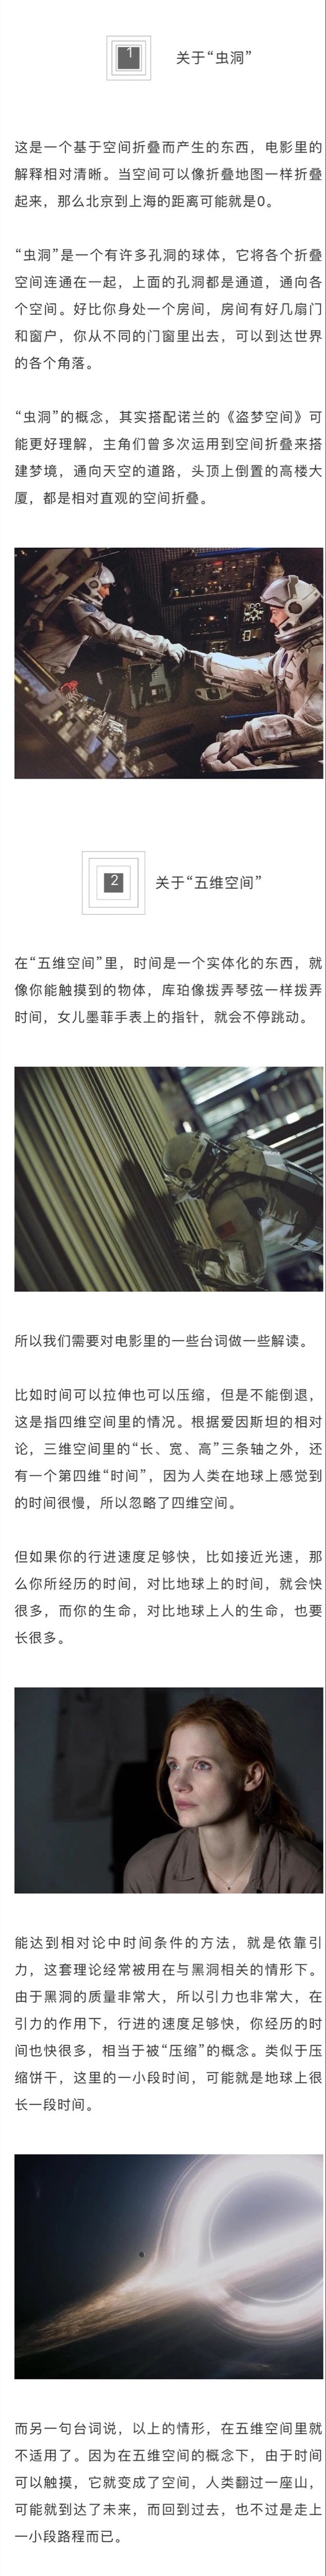 1
关于“虫洞”
这是一个基于空间折叠而产生的东西，电影里的
解释相对清晰。当空间可以像折叠地图一样折叠
起来，那么北京到上海的距离可能就是0。
“虫洞”是一个有许多孔洞的球体，它将各个折叠
空间连通在一起，上面的孔洞都是通道，通向各
个空间。好比你身处一个房间，房间有好几扇门
和窗户，你从不同的门窗里出去，可以到达世界
的各个角落。
“虫洞”的概念，其实搭配诺兰的《盗梦空间》可
能更好理解，主角们曾多次运用到空间折叠来搭
建梦境，通向天空的道路，头顶上倒置的高楼大
厦，都是相对直观的空间折叠。
2
关于“五维空间”
在“五维空间”里，时间是一个实体化的东西，就
像你能触摸到的物体，库珀像拨弄琴弦一样拨弄
时间，女儿墨菲手表上的指针，就会不停跳动。
所以我们需要对电影里的一些台词做一些解读。
比如时间可以拉伸也可以压缩，但是不能倒退，
这是指四维空间里的情况。根据爱因斯坦的相对
论，三维空间里的“长、宽、高”三条轴之外，还
有一个第四维“时间”，因为人类在地球上感觉到
的时间很慢，所以忽略了四维空间。
但如果你的行进速度足够快，比如接近光速，那
么你所经历的时间，对比地球上的时间，就会快
很多，而你的生命，对比地球上人的生命，也要
长很多。
能达到相对论中时间条件的方法，就是依靠引
力，这套理论经常被用在与黑洞相关的情形下。
由于黑洞的质量非常大，所以引力也非常大，在
引力的作用下，行进的速度足够快，你经历的时
间也快很多，相当于被“压缩”的概念。类似于压
缩饼干，这里的一小段时间，可能就是地球上很
长一段时间。
而另一句台词说，以上的情形，在五维空间里就
不适用了。因为在五维空间的概念下，由于时间
可以触摸，它就变成了空间，人类翻过一座山，
可能就到达了未来，而回到过去，也不过是走上
一小段路程而已。